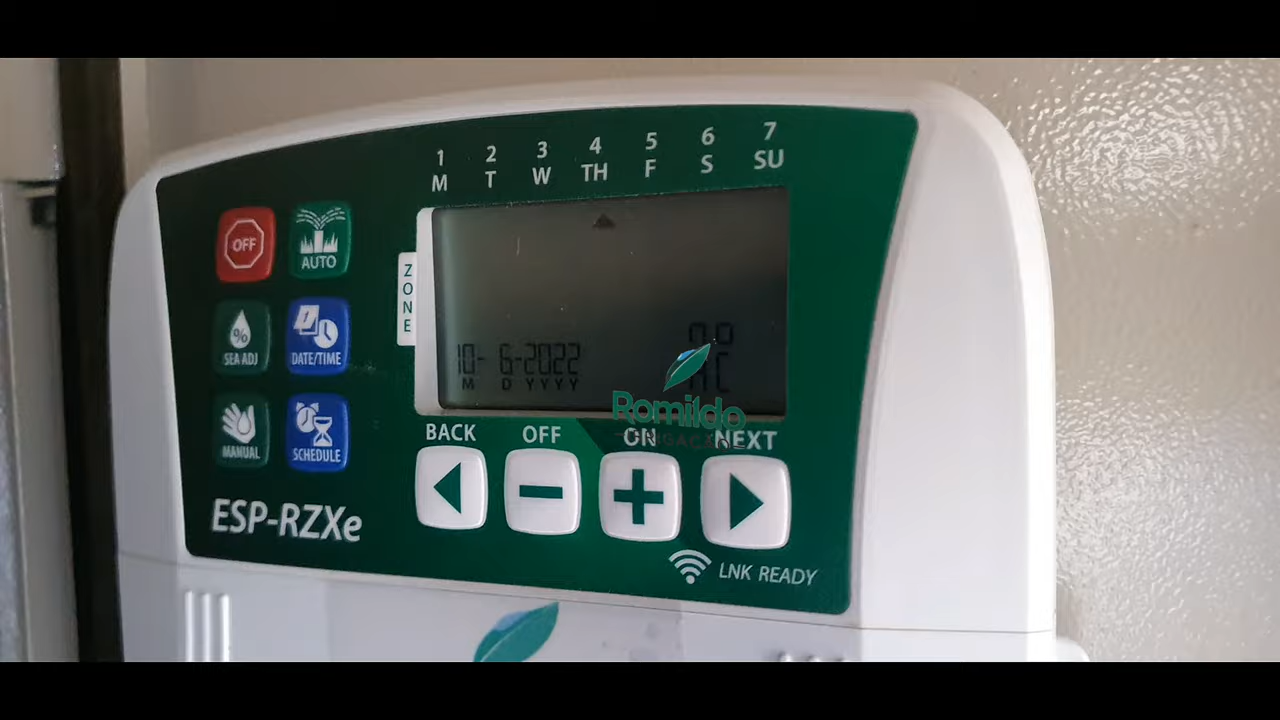 1 2 3 4 5 6 7
M T W TH F S SU
OFF
AUTO
ZONE
% SEA ADJ
DATE/TIME
MANUAL
SCHEDULE
10- 6-2022
M D YYYY
Romildo
BACK OFF ON NEXT
ESP-RZXe
LNK READY